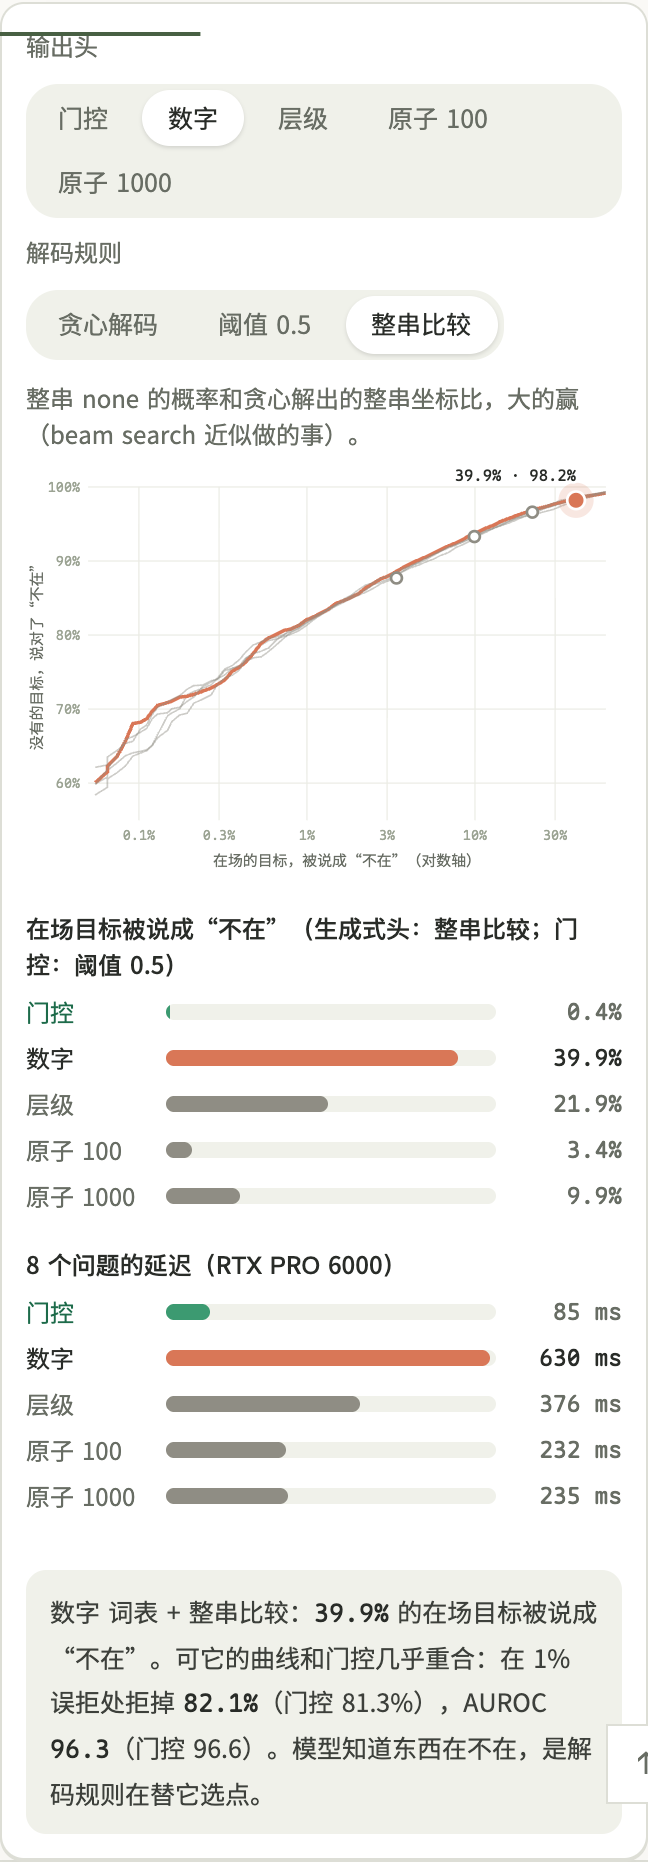 输出头
门控 数字 层级 原子 100
原子 1000
解码规则
贪心解码 阈值 0.5 整串比较
整串 none 的概率和贪心解出的整串坐标比，大的赢
（beam search 近似做的事）。
39.9% · 98.2%
100%
90%
80%
70%
60%
没有的目标，说对了“不在”
0.1% 0.3% 1% 3% 10% 30%
在场的目标，被说成“不在”（对数轴）
在场目标被说成“不在”（生成式头：整串比较；门
控：阈值 0.5）
门控 0.4%
数字 39.9%
层级 21.9%
原子 100 3.4%
原子 1000 9.9%
8 个问题的延迟（RTX PRO 6000）
门控 85 ms
数字 630 ms
层级 376 ms
原子 100 232 ms
原子 1000 235 ms
数字 词表 + 整串比较：39.9% 的在场目标被说成
“不在”。可它的曲线和门控几乎重合：在 1%
误拒处拒掉 82.1%（门控 81.3%），AUROC
96.3（门控 96.6）。模型知道东西在不在，是解
码规则在替它选点。
↑